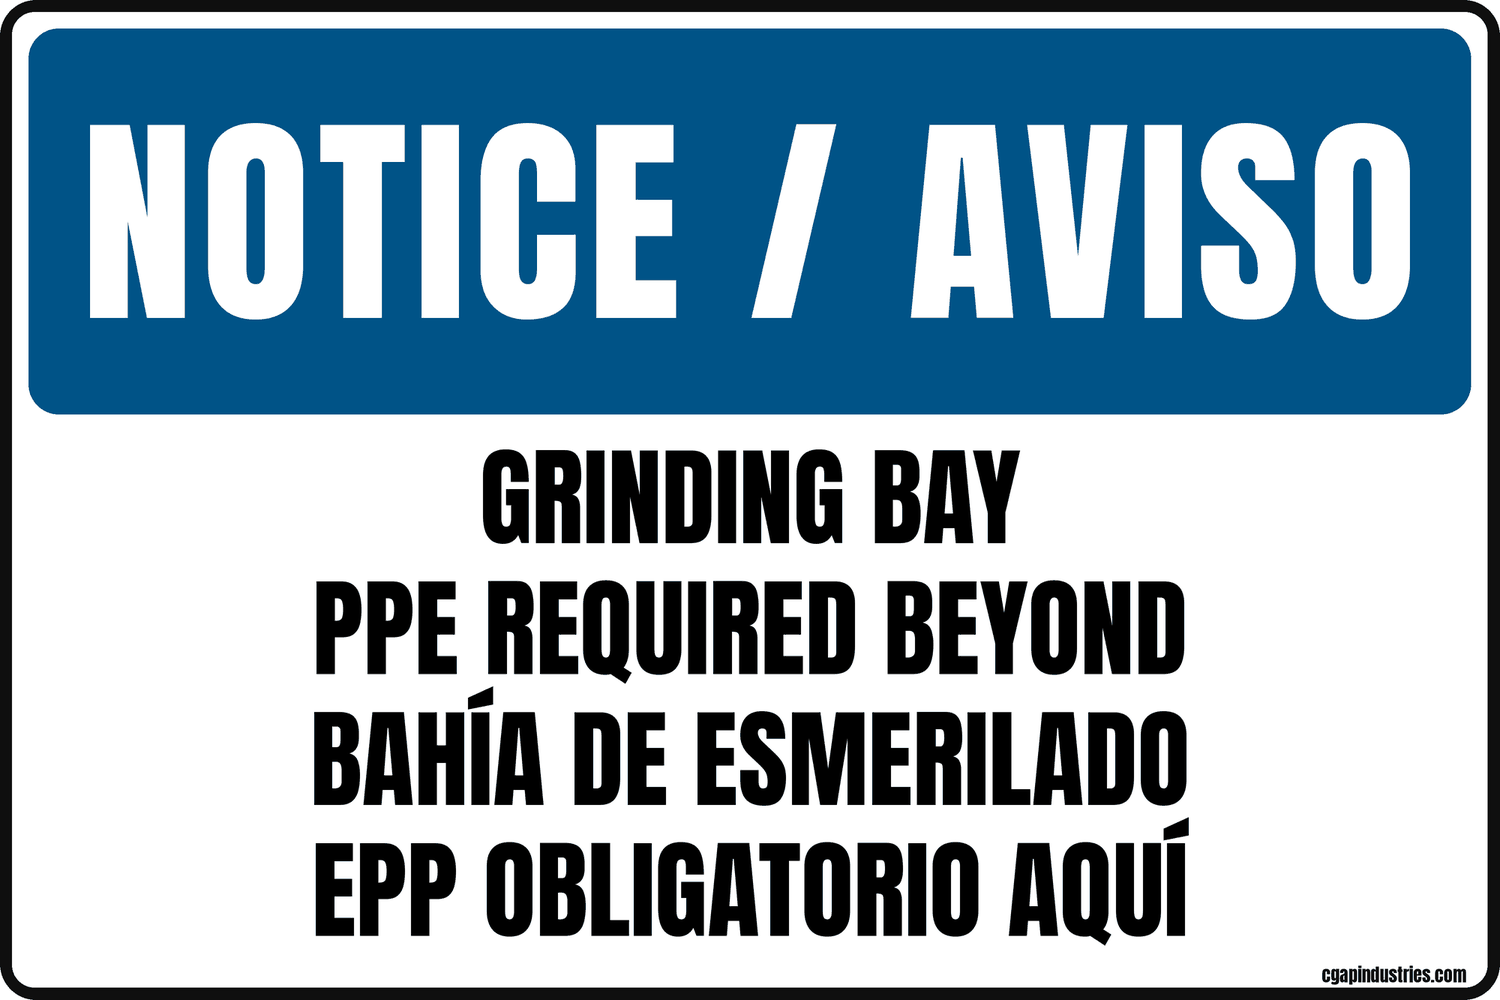 NOTICE / AVISO
GRINDING BAY
PPE REQUIRED BEYOND
BAHÍA DE ESMERILADO
EPP OBLIGATORIO AQUÍ
cgapindustries.com